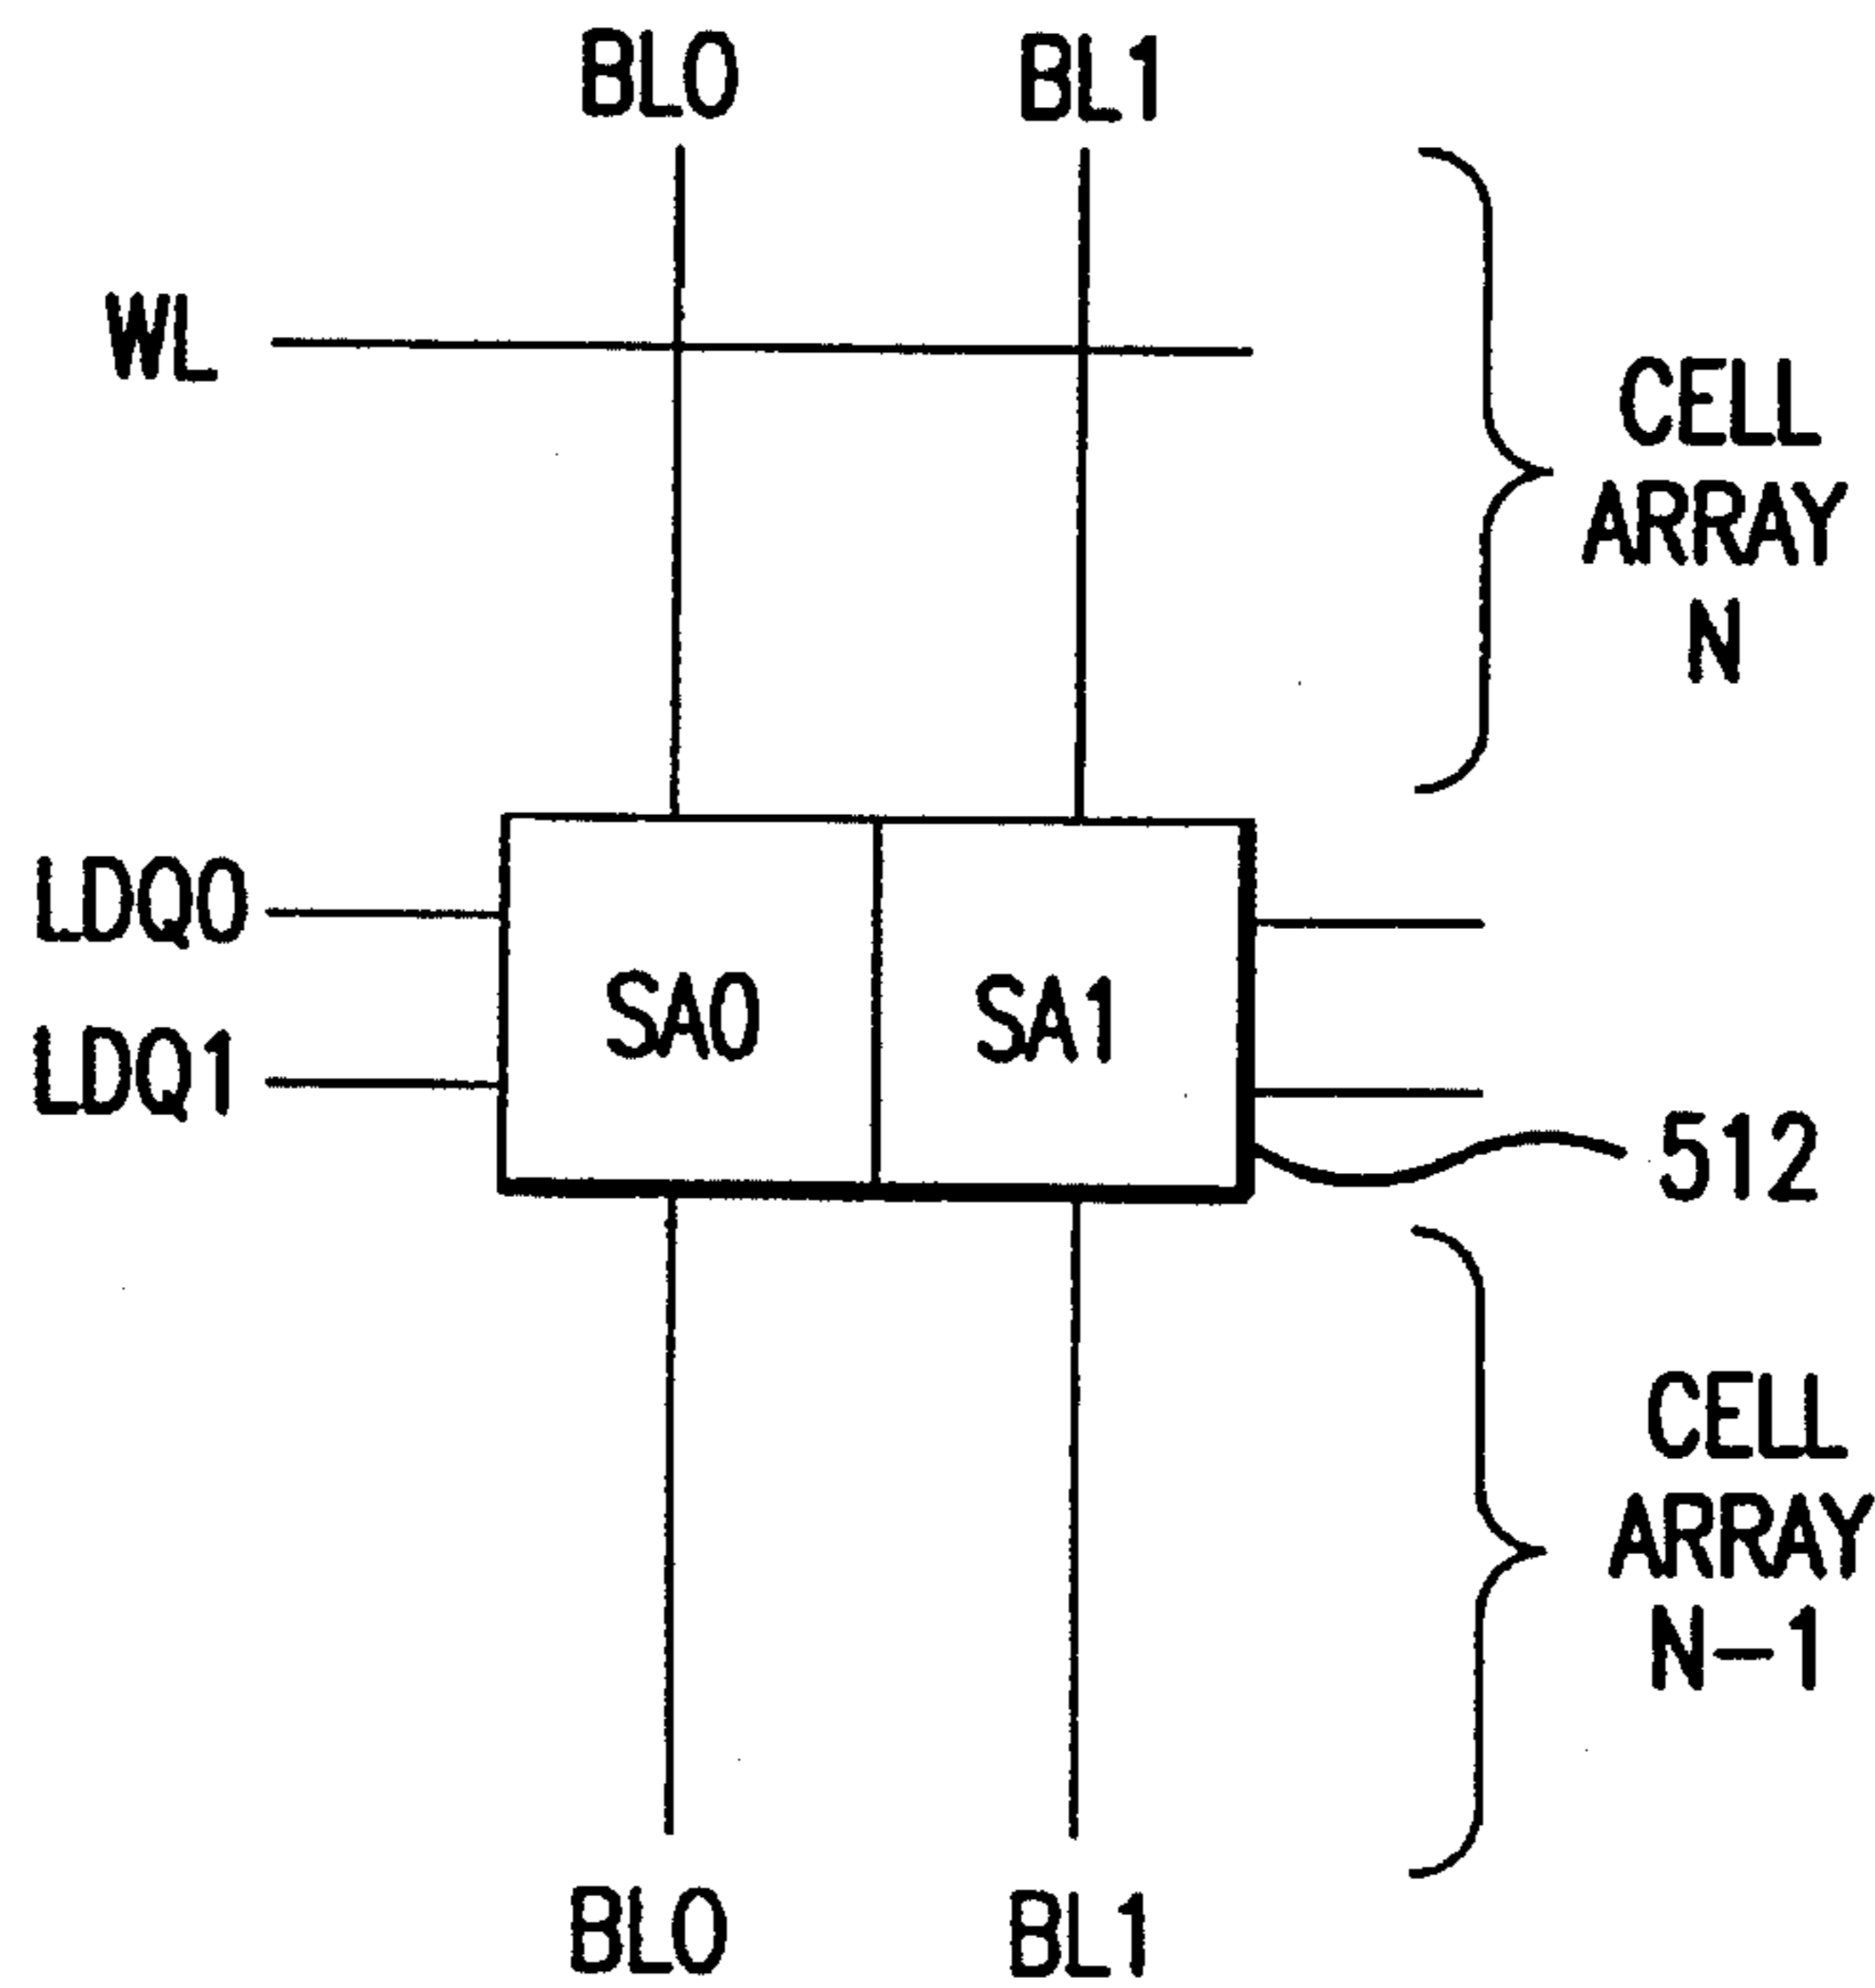 BL0 BL1
WL
CELL
ARRAY
N
LDQ0
SA0 SA1
LDQ1
512
CELL
ARRAY
N-1
BL0 BL1